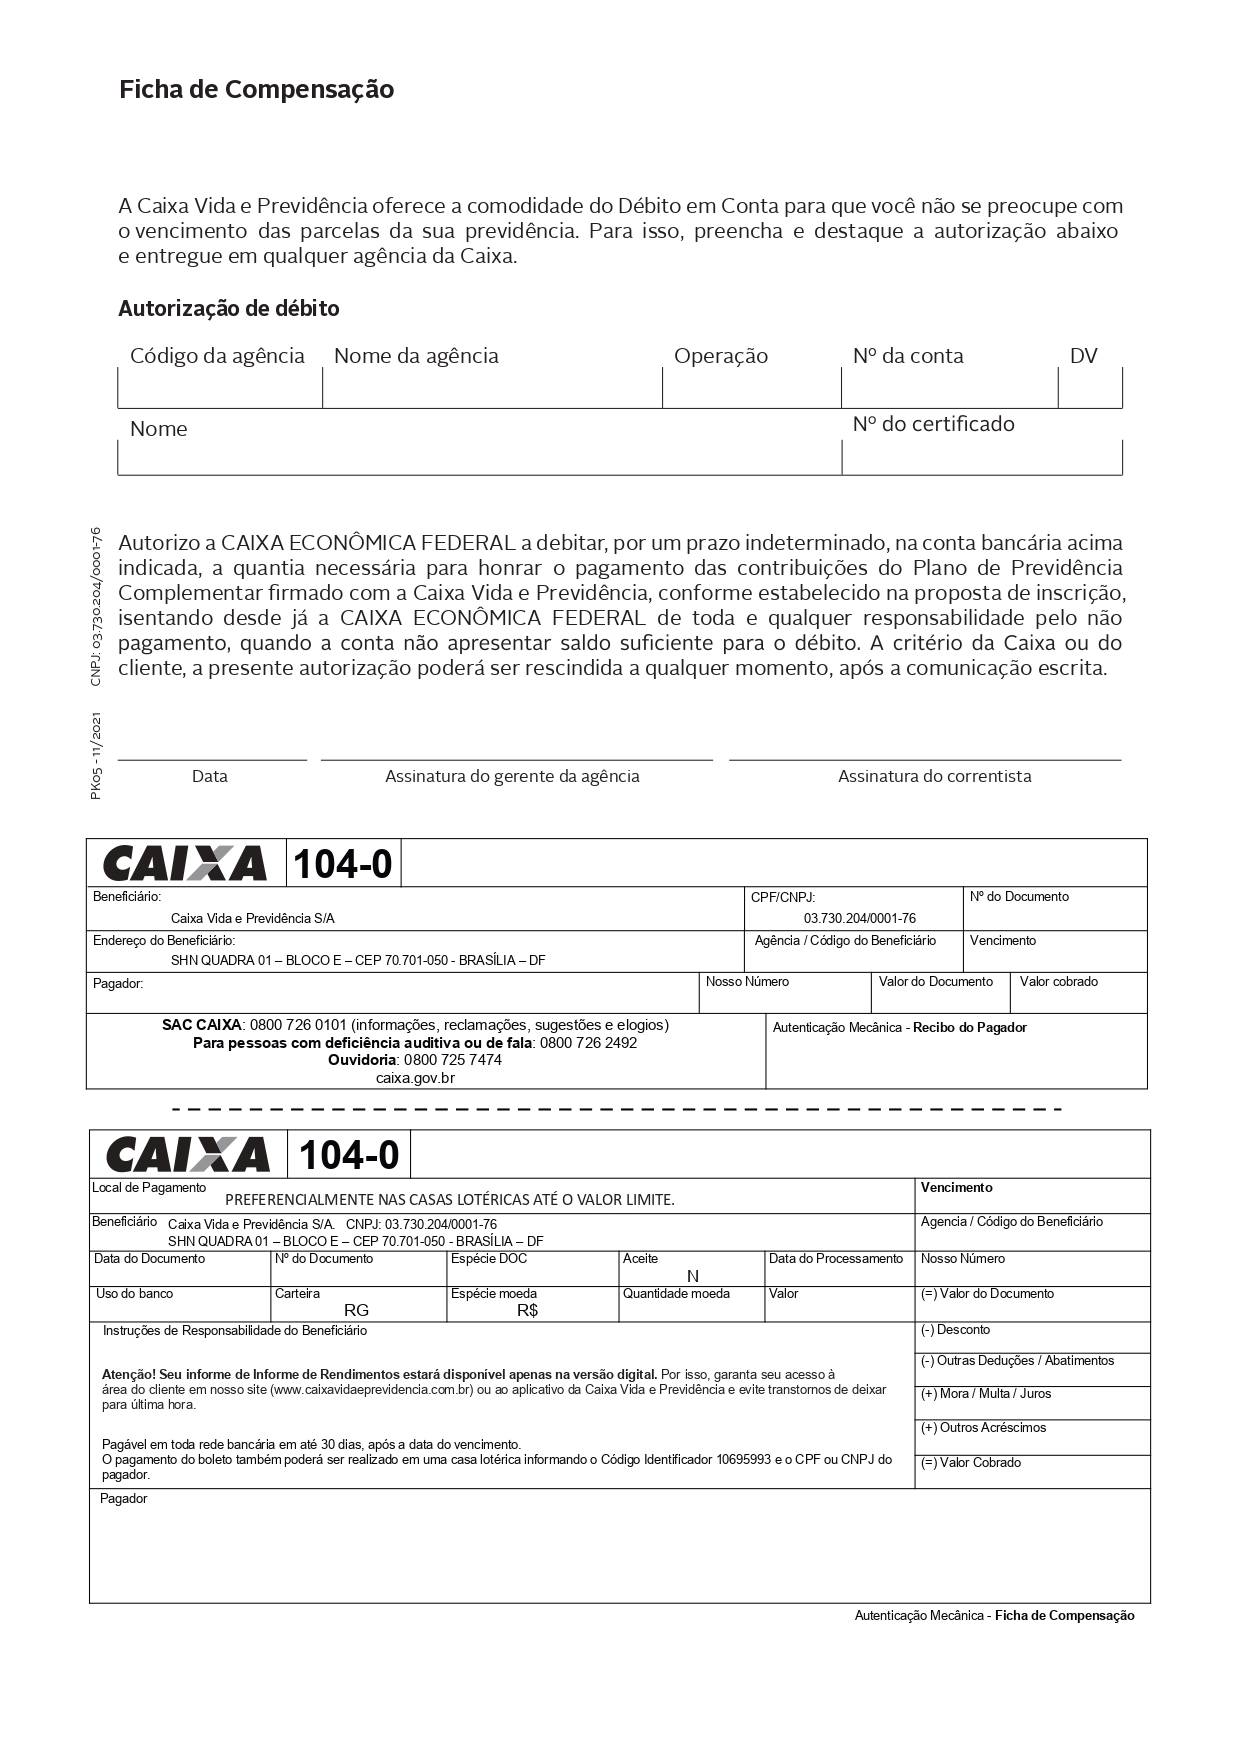 Ficha de Compensação
A Caixa Vida e Previdência oferece a comodidade do Débito em Conta para que você não se preocupe com
o vencimento das parcelas da sua previdência. Para isso, preencha e destaque a autorização abaixo
e entregue em qualquer agência da Caixa.
Autorização de débito
Código da agência Nome da agência Operação Nº da conta DV
Nome Nº do certificado
Autorizo a CAIXA ECONÔMICA FEDERAL a debitar, por um prazo indeterminado, na conta bancária acima
indicada, a quantia necessária para honrar o pagamento das contribuições do Plano de Previdência
Complementar firmado com a Caixa Vida e Previdência, conforme estabelecido na proposta de inscrição,
isentando desde já a CAIXA ECONÔMICA FEDERAL de toda e qualquer responsabilidade pelo não
pagamento, quando a conta não apresentar saldo suficiente para o débito. A critério da Caixa ou do
cliente, a presente autorização poderá ser rescindida a qualquer momento, após a comunicação escrita.
PK05 - 11/2021 CNPJ: 03.730.204/0001-76
Data Assinatura do gerente da agência Assinatura do correntista
CAIXA 104-0
Beneficiário: CPF/CNPJ: Nº do Documento
Caixa Vida e Previdência S/A 03.730.204/0001-76
Endereço do Beneficiário: Agência / Código do Beneficiário Vencimento
SHN QUADRA 01 – BLOCO E – CEP 70.701-050 - BRASÍLIA – DF
Pagador: Nosso Número Valor do Documento Valor cobrado
SAC CAIXA: 0800 726 0101 (informações, reclamações, sugestões e elogios) Autenticação Mecânica - Recibo do Pagador
Para pessoas com deficiência auditiva ou de fala: 0800 726 2492
Ouvidoria: 0800 725 7474
caixa.gov.br
CAIXA 104-0
Local de Pagamento PREFERENCIALMENTE NAS CASAS LOTÉRICAS ATÉ O VALOR LIMITE. Vencimento
Beneficiário Caixa Vida e Previdência S/A. CNPJ: 03.730.204/0001-76 Agencia / Código do Beneficiário
SHN QUADRA 01 – BLOCO E – CEP 70.701-050 - BRASÍLIA – DF
Data do Documento Nº do Documento Espécie DOC Aceite Data do Processamento Nosso Número
N
Uso do banco Carteira Espécie moeda Quantidade moeda Valor (=) Valor do Documento
RG R$
Instruções de Responsabilidade do Beneficiário (-) Desconto
(-) Outras Deduções / Abatimentos
Atenção! Seu informe de Informe de Rendimentos estará disponível apenas na versão digital. Por isso, garanta seu acesso à
área do cliente em nosso site (www.caixavidaeprevidencia.com.br) ou ao aplicativo da Caixa Vida e Previdência e evite transtornos de deixar
para última hora.
(+) Mora / Multa / Juros
(+) Outros Acréscimos
Pagável em toda rede bancária em até 30 dias, após a data do vencimento.
O pagamento do boleto também poderá ser realizado em uma casa lotérica informando o Código Identificador 10695993 e o CPF ou CNPJ do
pagador.
(=) Valor Cobrado
Pagador
Autenticação Mecânica - Ficha de Compensação